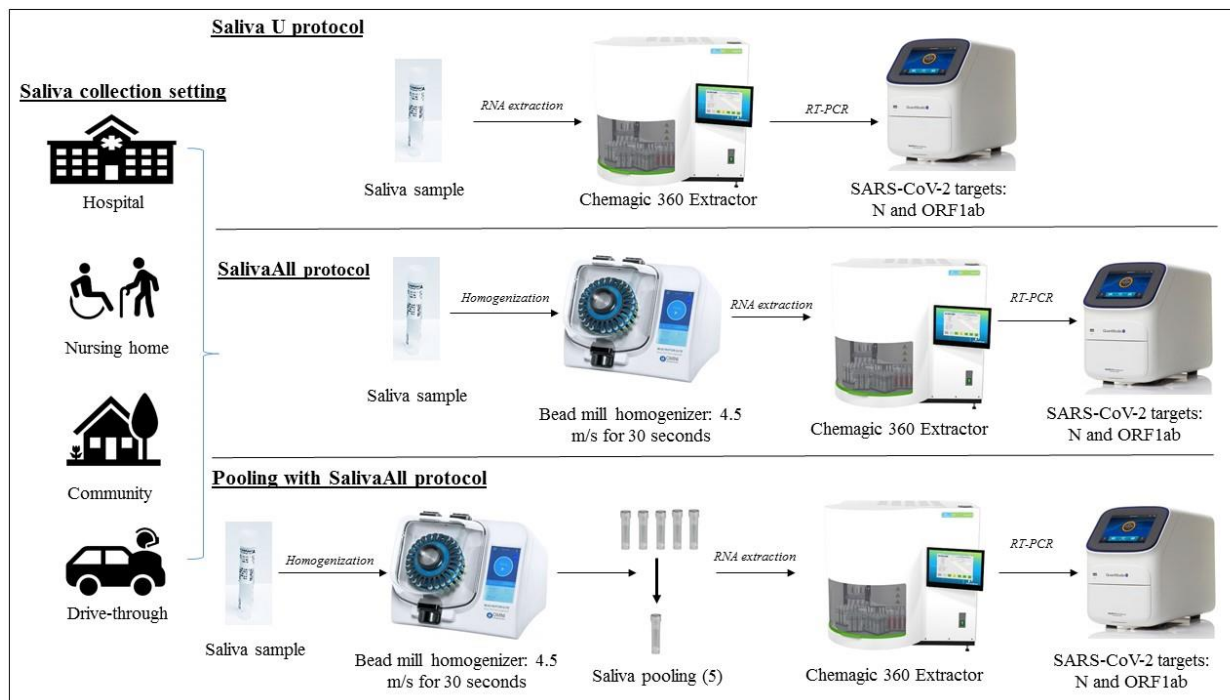 Saliva collection setting
Hospital
Nursing home
Community
Drive-through
Saliva U protocol
Saliva sample
RNA extraction
Chemagic 360 Extractor
RT-PCR
SARS-CoV-2 targets:
N and ORF1ab
SalivaAll protocol
Saliva sample
Homogenization
Bead mill homogenizer: 4.5
m/s for 30 seconds
RNA extraction
Chemagic 360 Extractor
RT-PCR
SARS-CoV-2 targets:
N and ORF1ab
Pooling with SalivaAll protocol
Saliva sample
Homogenization
Bead mill homogenizer: 4.5
m/s for 30 seconds
Saliva pooling (5)
RNA extraction
Chemagic 360 Extractor
RT-PCR
SARS-CoV-2 targets:
N and ORF1ab